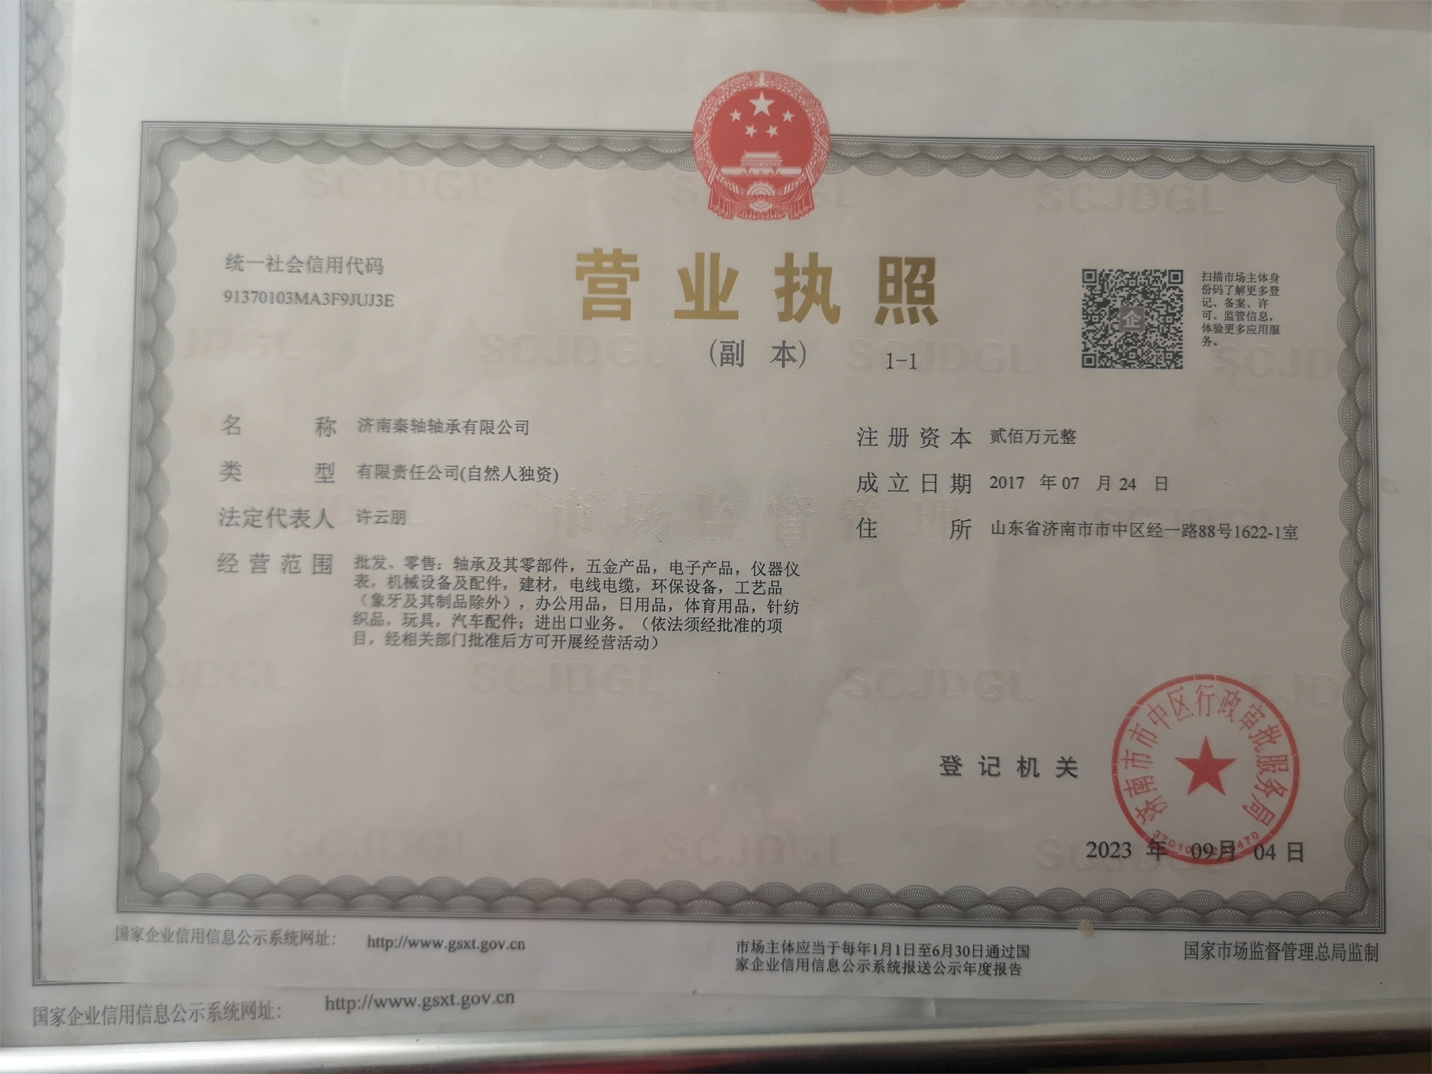 统一社会信用代码
91370103MA3F9JUJ3E
营业执照
(副 本) 1-1
扫描市场主体身
份码了解更多登
记、备案、许
可、监管信息，
体验更多应用服
务。
名 称 济南秦轴轴承有限公司
类 型 有限责任公司(自然人独资)
法定代表人 许云朋
经营范围 批发、零售：轴承及其零部件，五金产品，电子产品，仪器仪
表，机械设备及配件，建材，电线电缆，环保设备，工艺品
（象牙及其制品除外），办公用品，日用品，体育用品，针纺
织品，玩具，汽车配件；进出口业务。（依法须经批准的项
目，经相关部门批准后方可开展经营活动）
注册资本 贰佰万元整
成立日期 2017 年 07 月 24 日
住 所 山东省济南市市中区经一路88号1622-1室
登记机关
济南市市中区行政审批服务局
2023 年 09月 04 日
国家企业信用信息公示系统网址： http://www.gsxt.gov.cn
市场主体应当于每年1月1日至6月30日通过国
家企业信用信息公示系统报送公示年度报告
国家市场监督管理总局监制
国家企业信用信息公示系统网址： http://www.gsxt.gov.cn
SCJDGL
市场监督管理